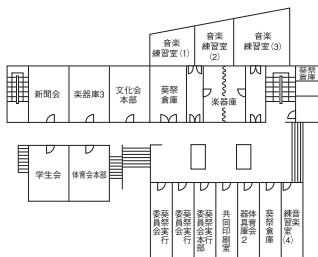 音楽
練習室(1)
音楽
練習室
(2)
音楽
練習室(3)
新聞会
楽器庫3
文化会
本部
葵祭
倉庫
楽器庫
葵祭
倉庫
学生会
体育会本部
葵祭実行
委員会
葵祭実行
委員会
葵祭実行
委員会本部
共同印刷室
体育会
器具庫2
葵祭倉庫
音楽
練習室
(4)